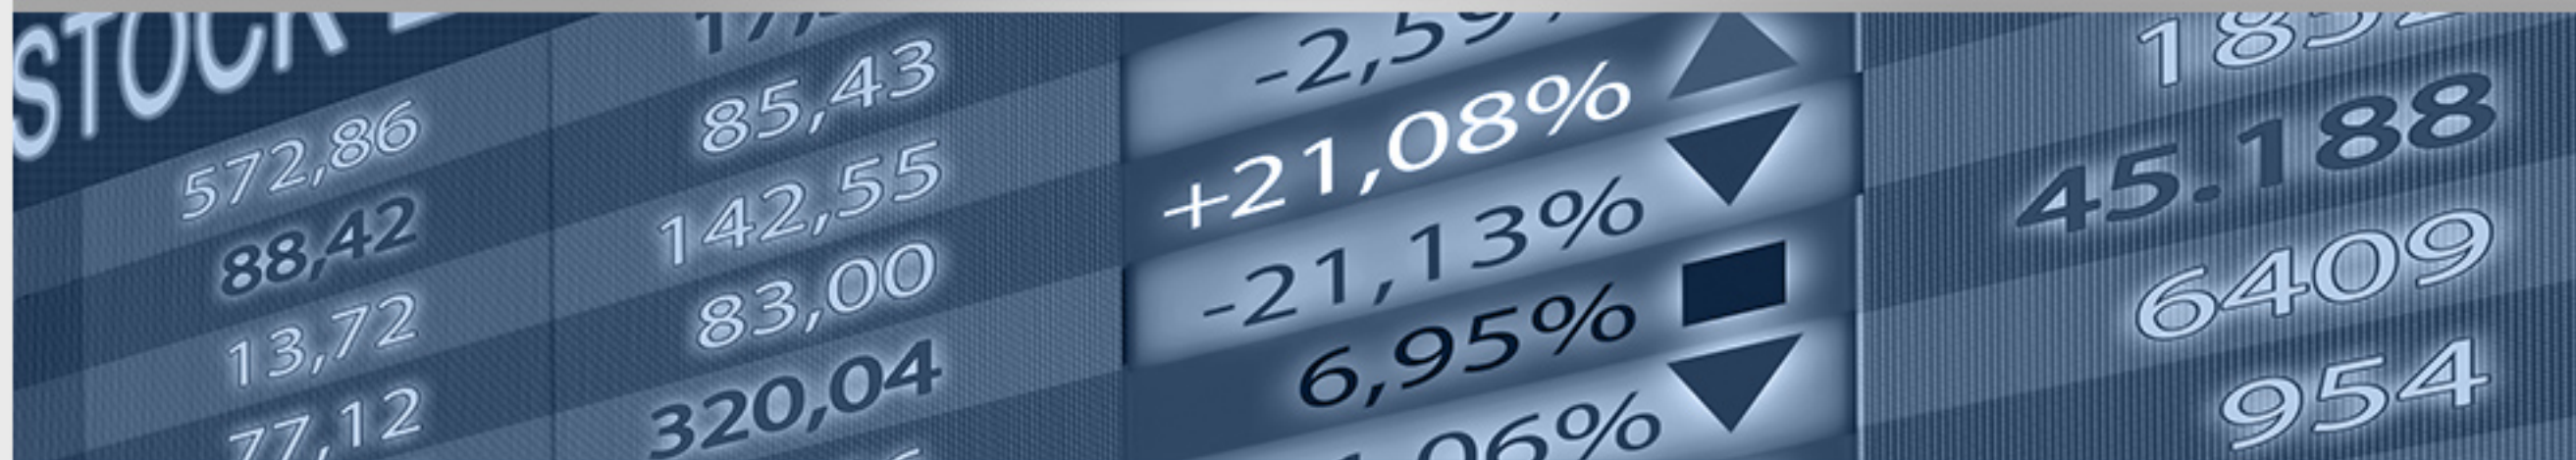 STOCK
572,86 85,43 +21,08% 45.188
88,42 142,55 -21,13% 6409
13,72 83,00 6,95% 954
77,12 320,04